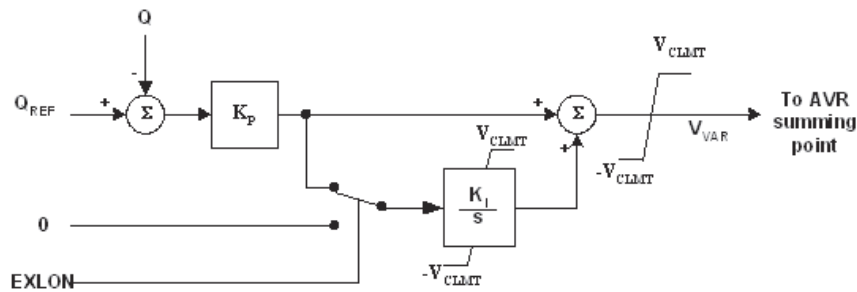 Q
-
Q_REF
+
Σ
K_P
+
Σ
+
V_CLMT
-V_CLMT
V_VAR
To AVR
summing
point
V_CLMT
K_I
s
-V_CLMT
0
EXLON